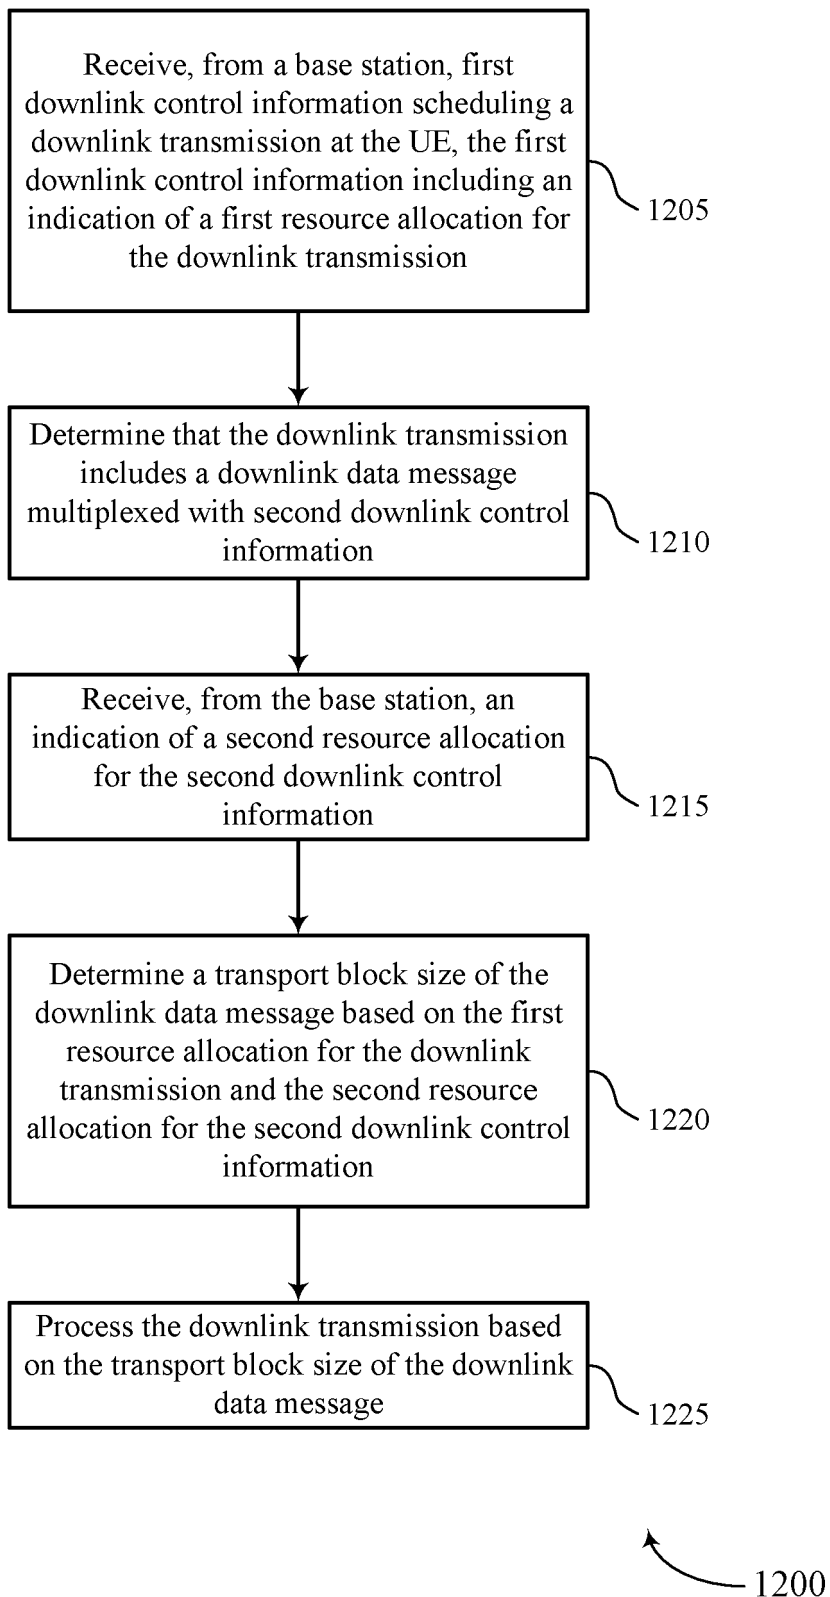 Receive, from a base station, first
downlink control information scheduling a
downlink transmission at the UE, the first
downlink control information including an
indication of a first resource allocation for
the downlink transmission
1205
Determine that the downlink transmission
includes a downlink data message
multiplexed with second downlink control
information
1210
Receive, from the base station, an
indication of a second resource allocation
for the second downlink control
information
1215
Determine a transport block size of the
downlink data message based on the first
resource allocation for the downlink
transmission and the second resource
allocation for the second downlink control
information
1220
Process the downlink transmission based
on the transport block size of the downlink
data message
1225
1200